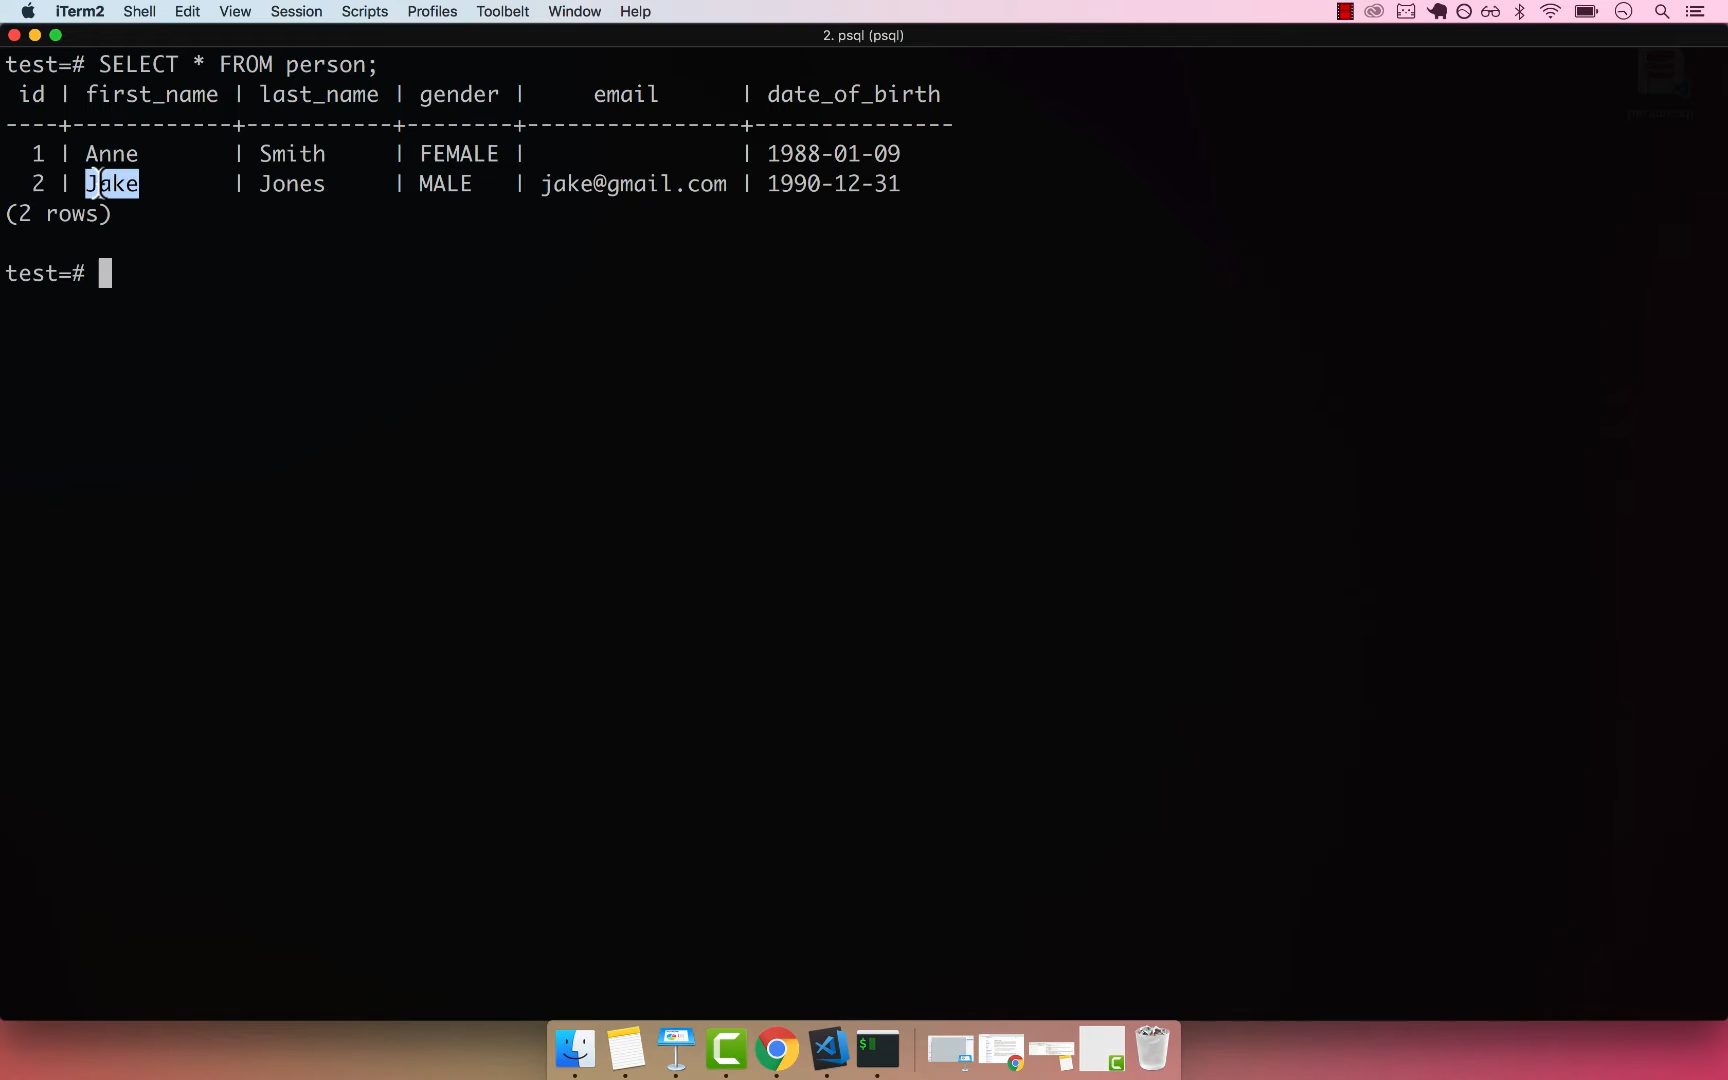 iTerm2 Shell Edit View Session Scripts Profiles Toolbelt Window Help
2. psql (psql)
test=# SELECT * FROM person;
 id | first_name | last_name | gender |     email      | date_of_birth
----+------------+-----------+--------+----------------+---------------
  1 | Anne       | Smith     | FEMALE |                | 1988-01-09
  2 | Jake       | Jones     | MALE   | jake@gmail.com | 1990-12-31
(2 rows)
test=#